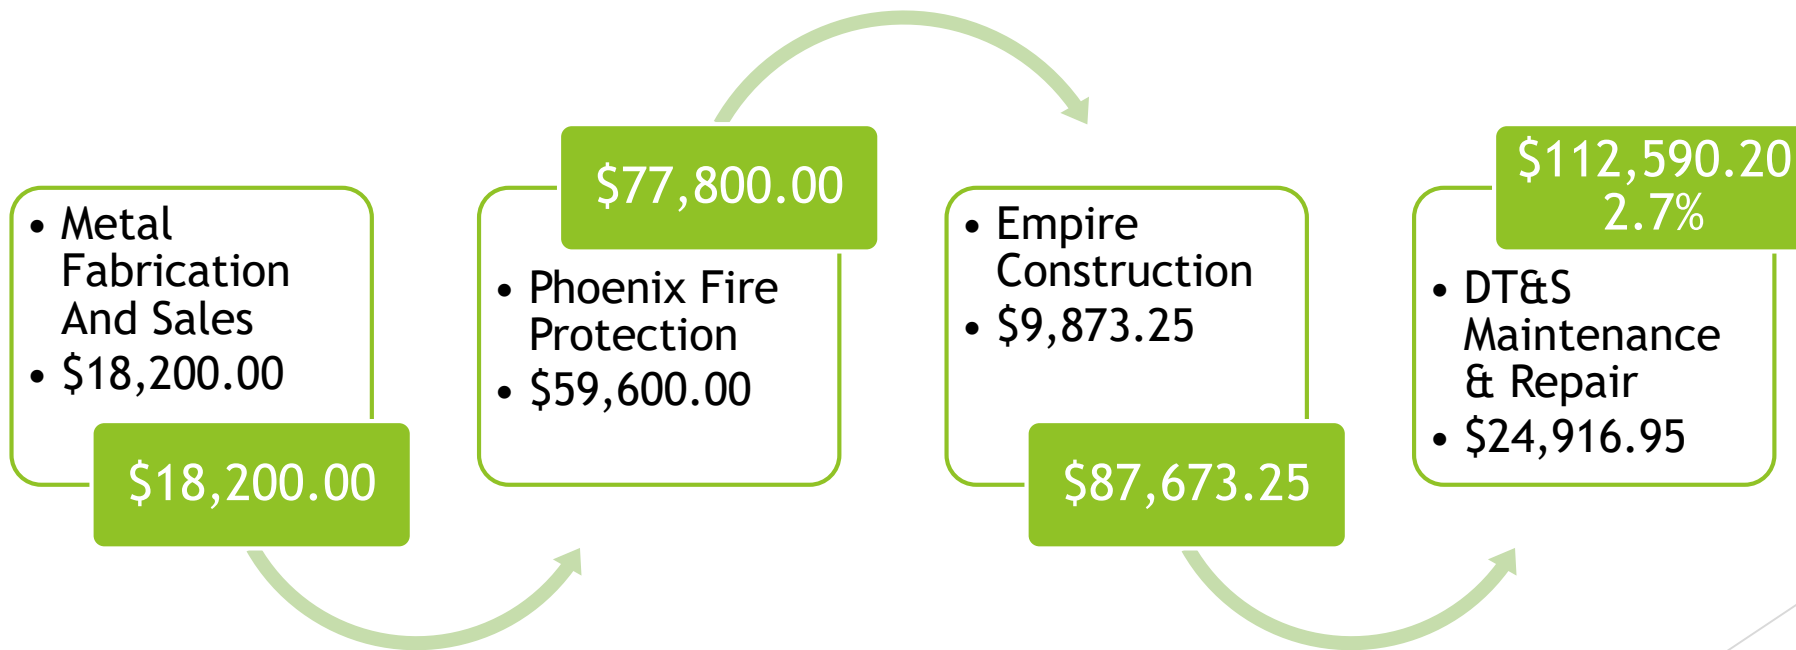 • Metal
Fabrication
And Sales
• $18,200.00
$18,200.00
$77,800.00
• Phoenix Fire
Protection
• $59,600.00
• Empire
Construction
• $9,873.25
$87,673.25
$112,590.20
2.7%
• DT&S
Maintenance
& Repair
• $24,916.95